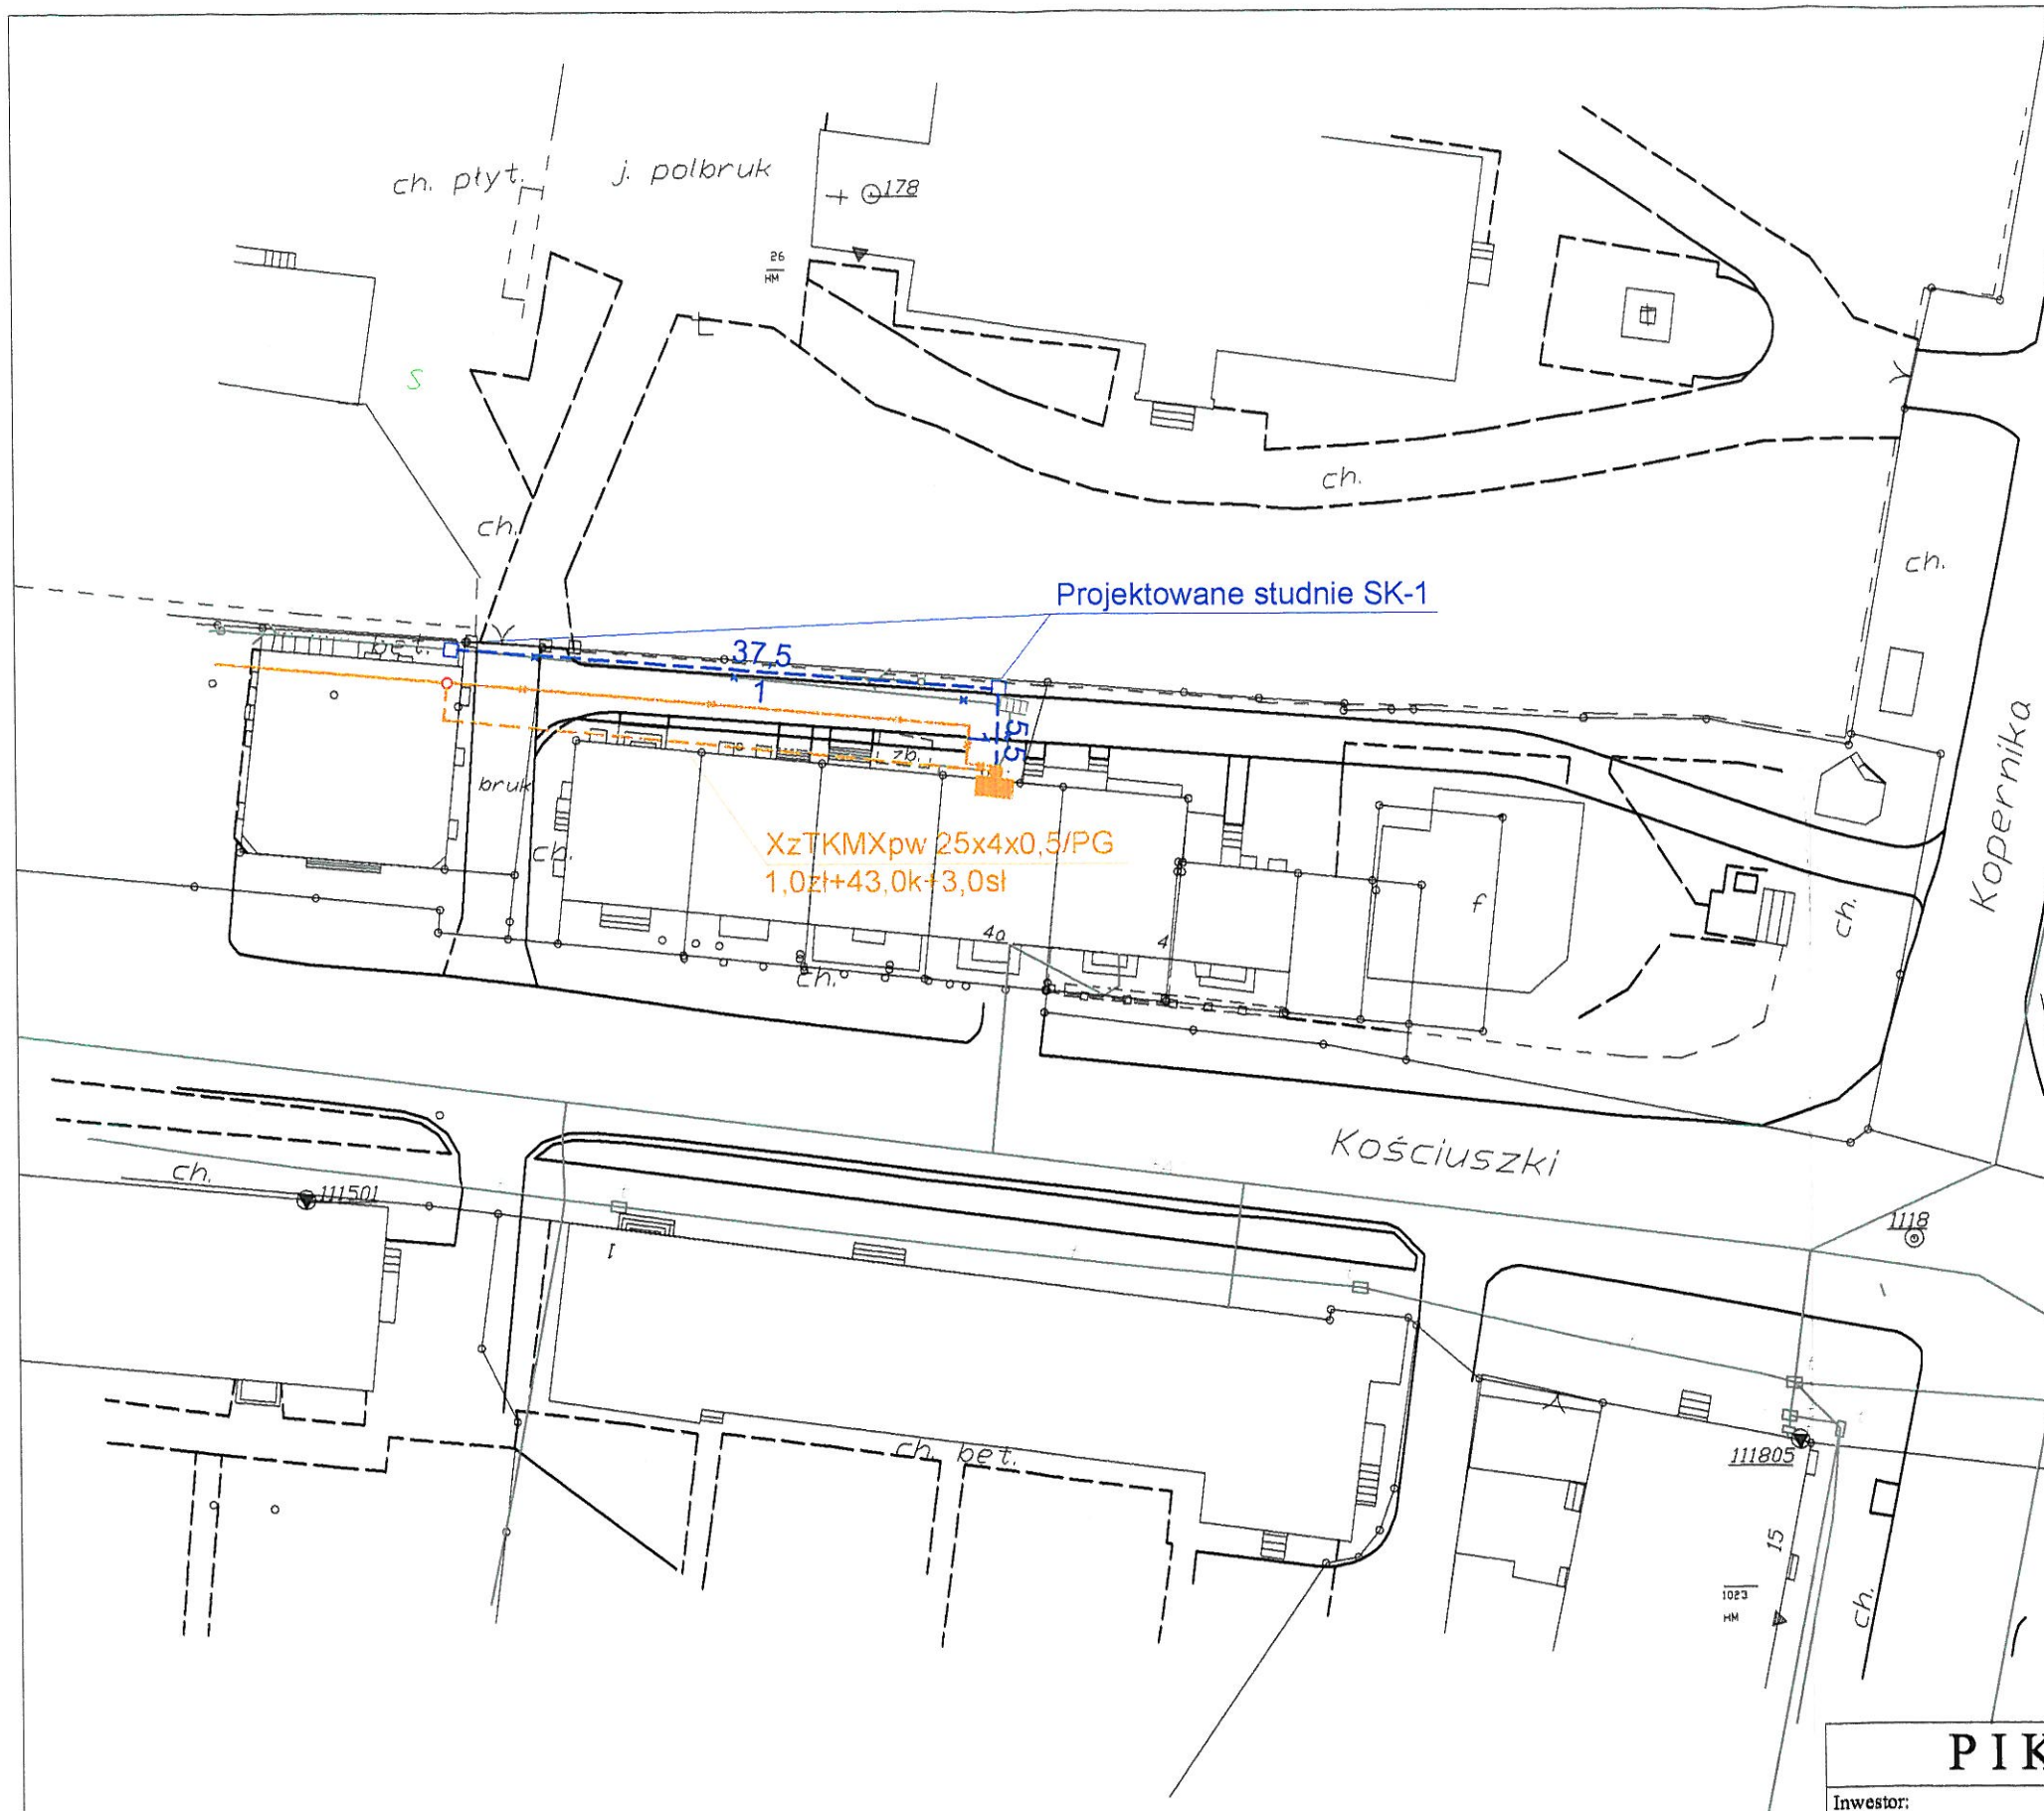 ch. płyt.
j. polbruk
178
26
HM
S
ch.
ch.
ch.
Projektowane studnie SK-1
bet.
37,5
1
5,5
zb.
bruk
Kopernika
XzTKMXpw 25x4x0,5/PG
1,0zł+43,0k+3,0sł
ch.
f
ch.
4a
4
ch.
Kościuszki
ch.
111501
1118
1
ch. bet.
111805
15
1023
HM
ch.
PIK
Inwestor: